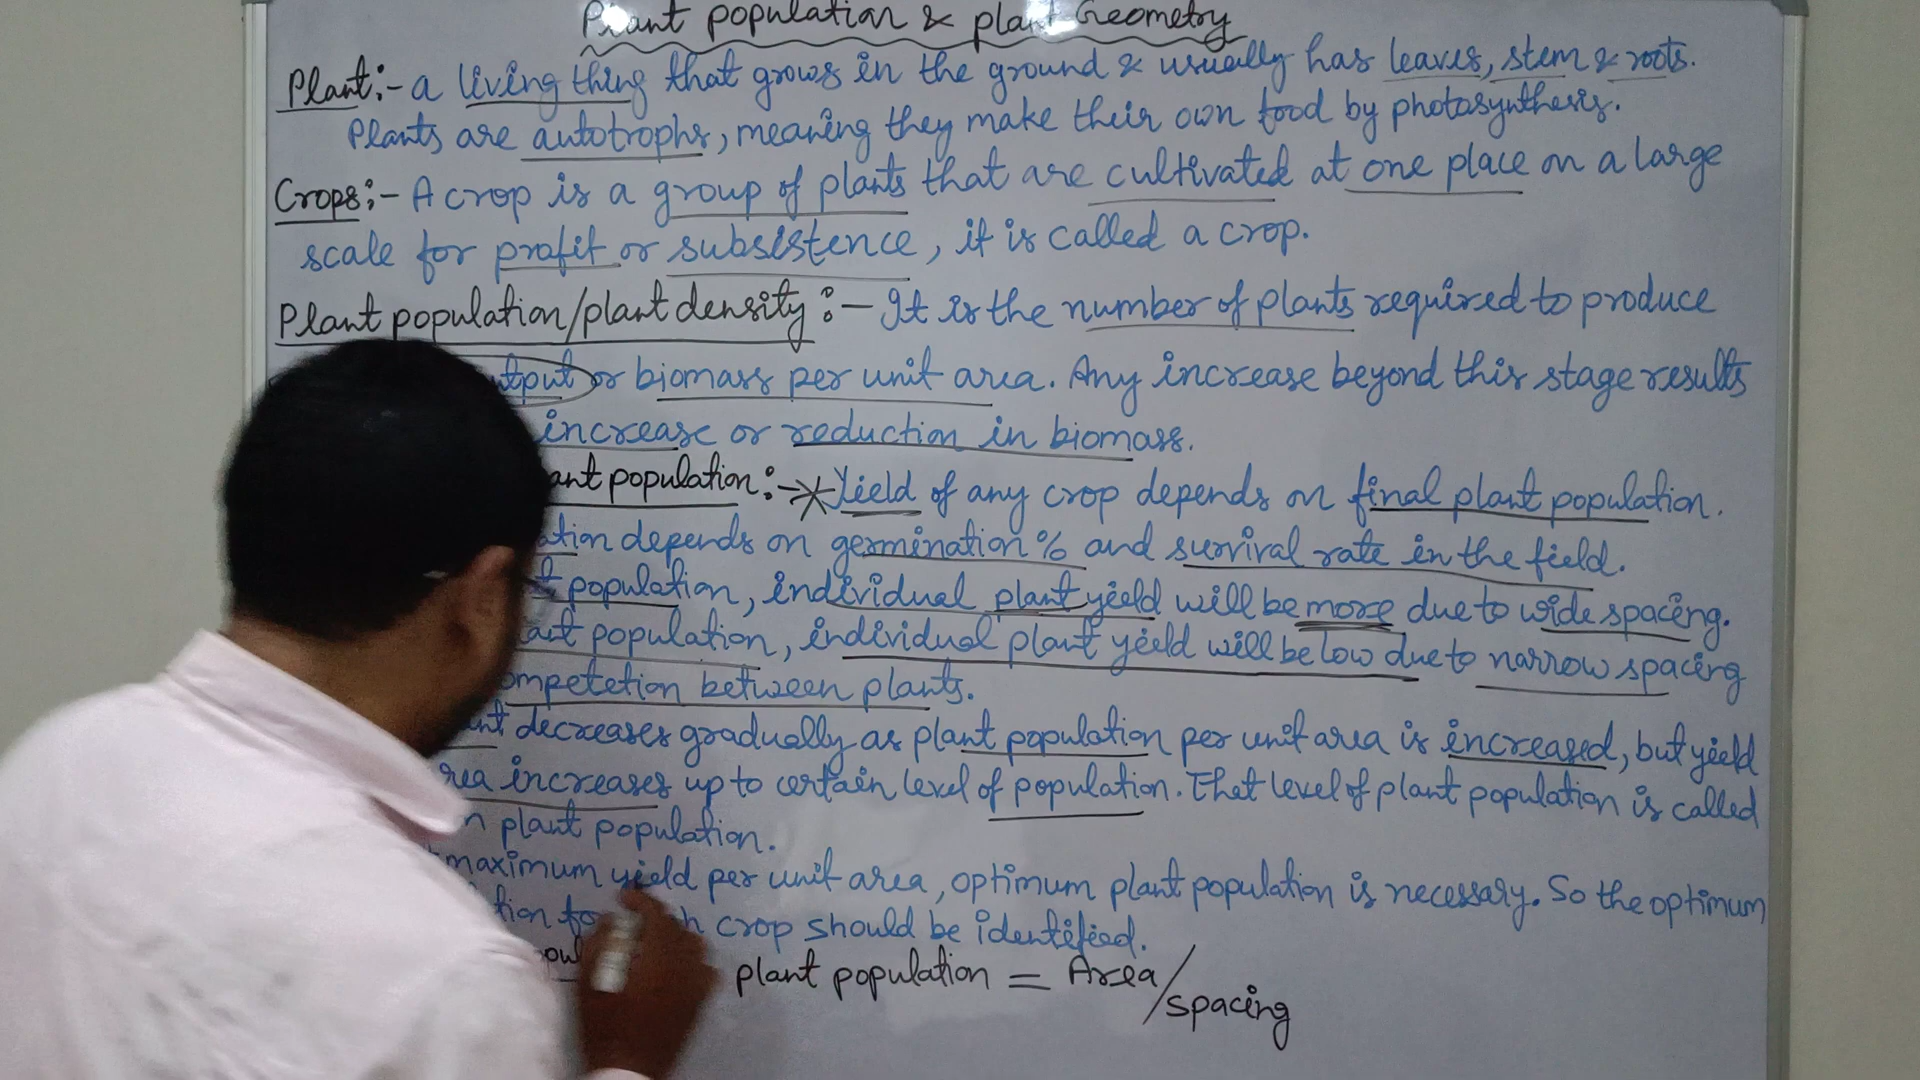 Plant population & plant Geometry
Plant:- a living thing that grows in the ground & usually has leaves, stem & roots.
Plants are autotrophs, meaning they make their own food by photosynthesis.
Crops:- A crop is a group of plants that are cultivated at one place on a large
scale for profit or subsistence, it is called a crop.
Plant population/plant density:- It is the number of plants required to produce
or biomass per unit area. Any increase beyond this stage results
increase or reduction in biomass.
population:- * Yield of any crop depends on final plant population.
depends on germination % and survival rate in the field.
population, individual plant yield will be more due to wide spacing.
population, individual plant yield will be low due to narrow spacing
between plants.
decreases gradually as plant population per unit area is increased, but yield
increases up to certain level of population. That level of plant population is called
plant population.
maximum yield per unit area, optimum plant population is necessary. So the optimum
crop should be identified.
plant population = Area/spacing